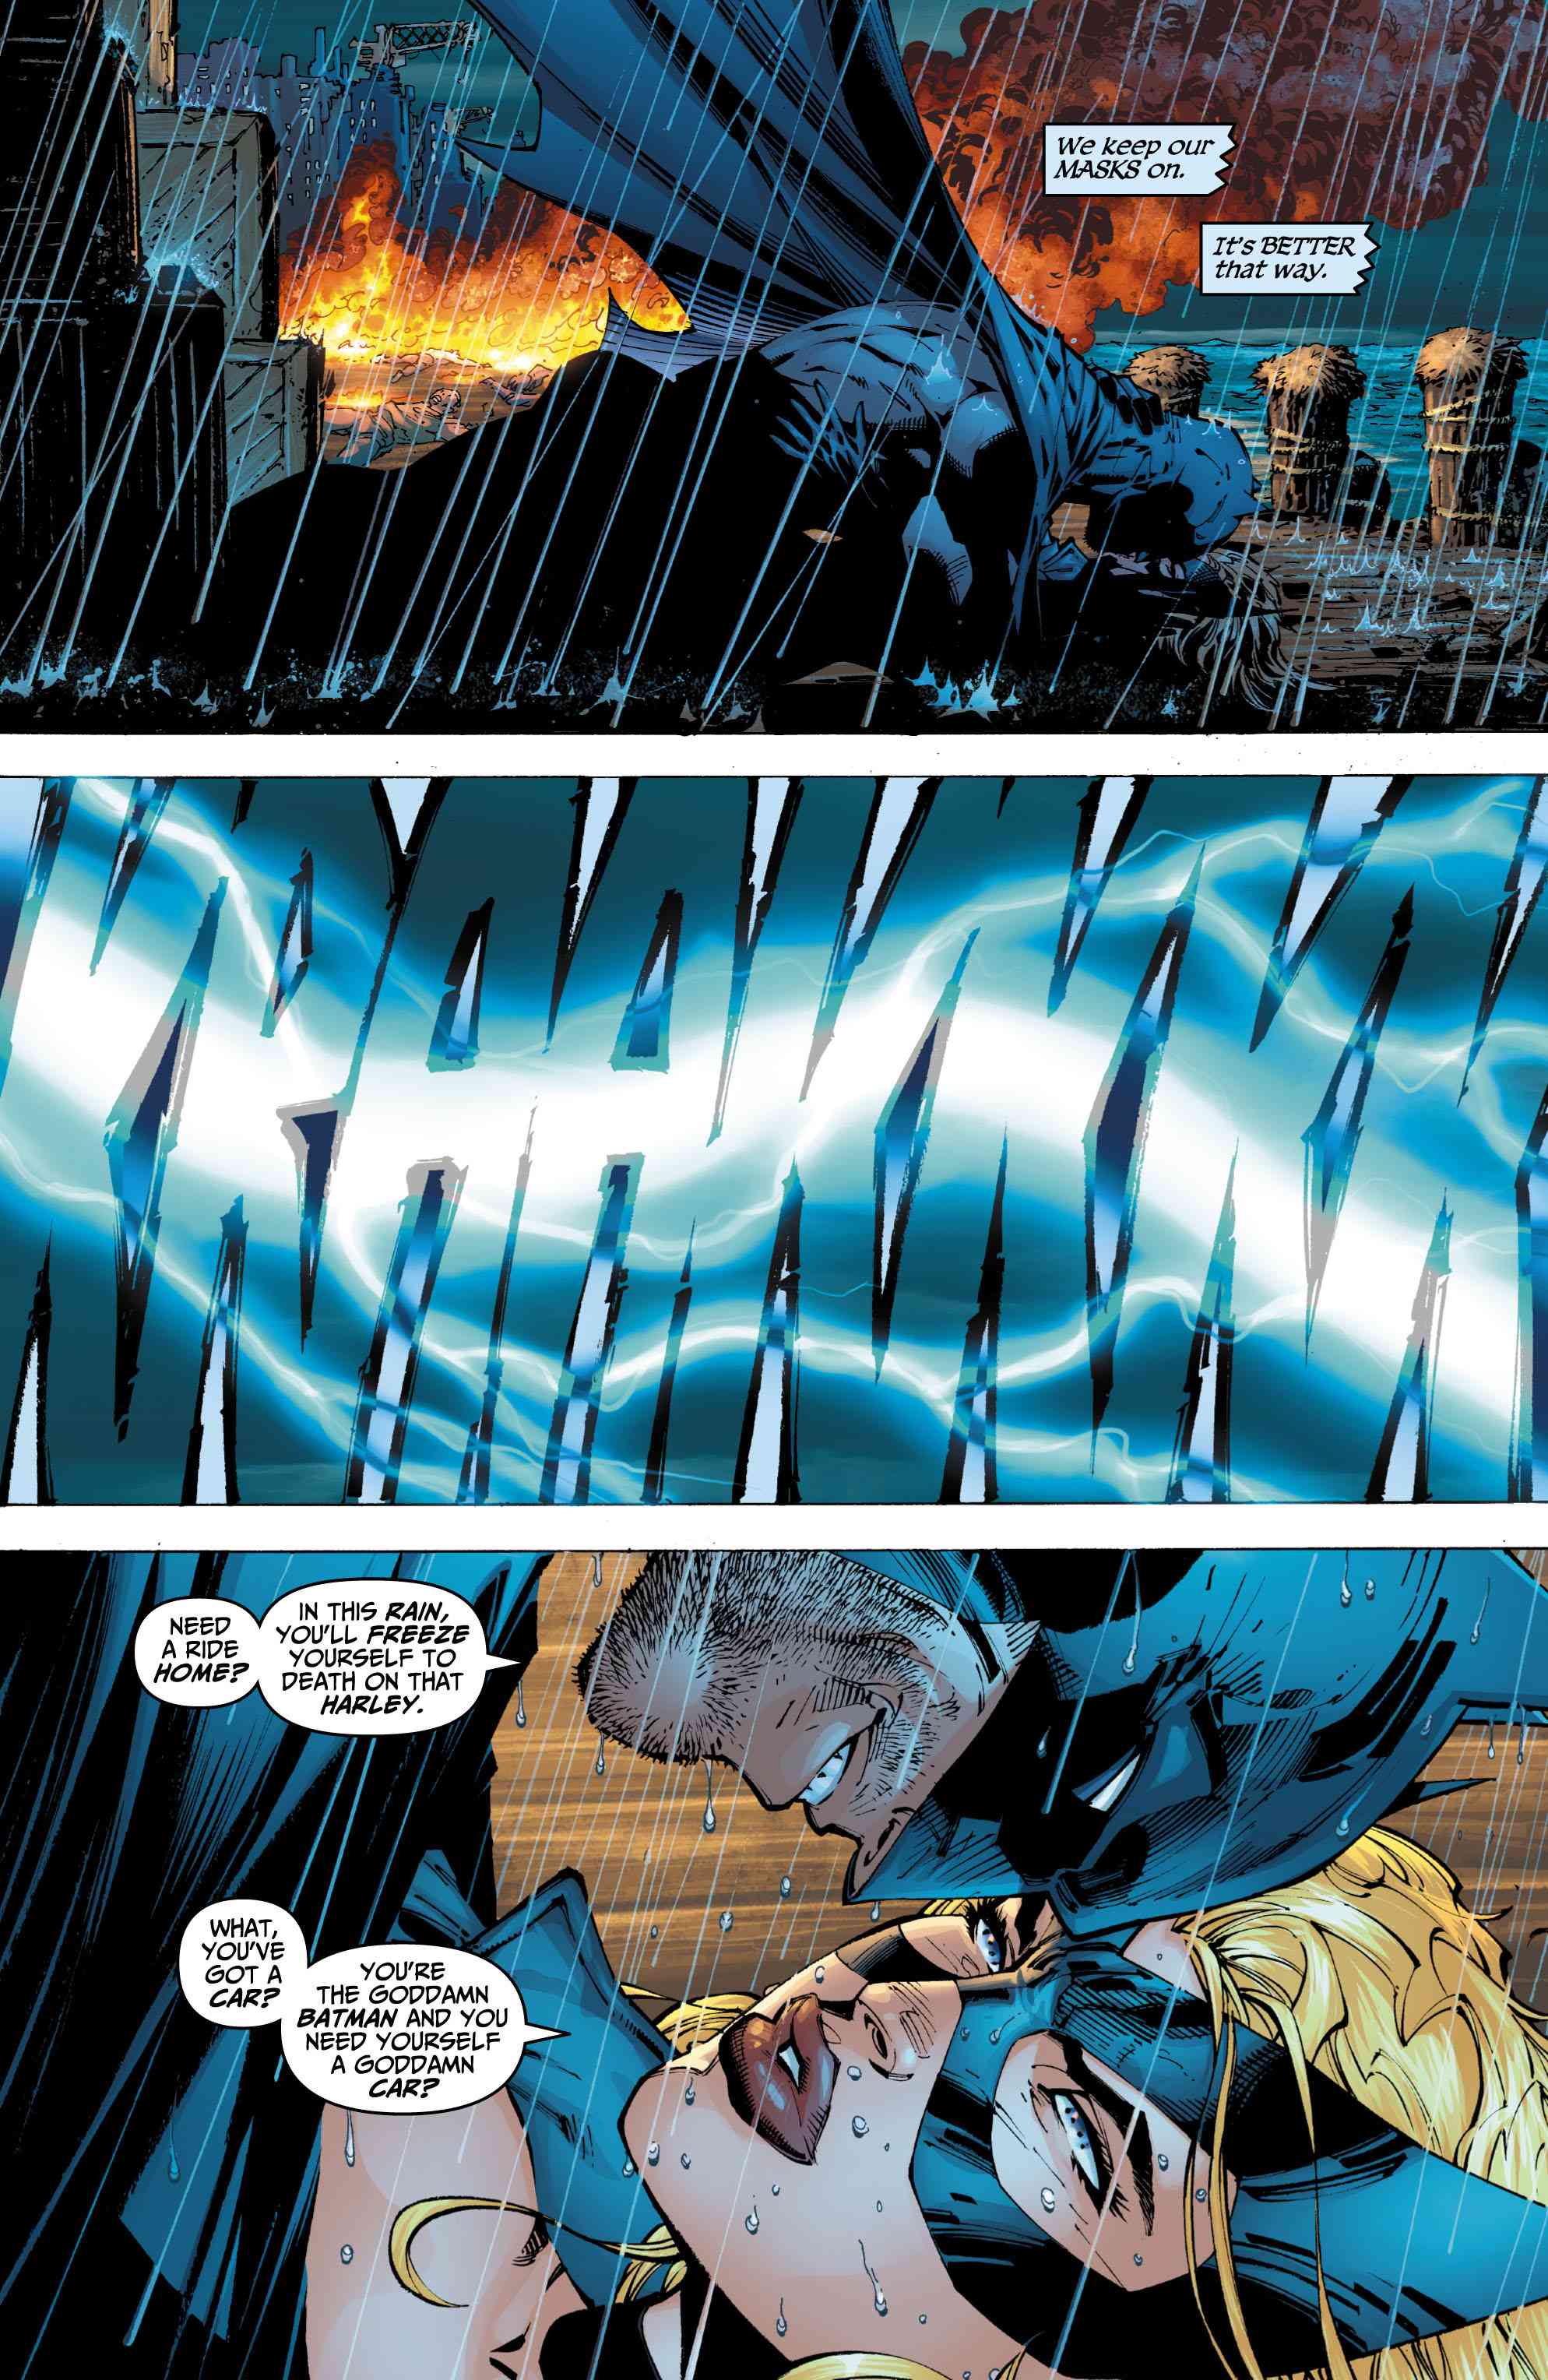 We keep our
MASKS on.
It's BETTER
that way.
NEED
A RIDE
HOME?
IN THIS RAIN,
YOU'LL FREEZE
YOURSELF TO
DEATH ON THAT
HARLEY.
WHAT,
YOU'VE
GOT A
CAR?
YOU'RE
THE GODDAMN
BATMAN AND YOU
NEED YOURSELF
A GODDAMN
CAR?